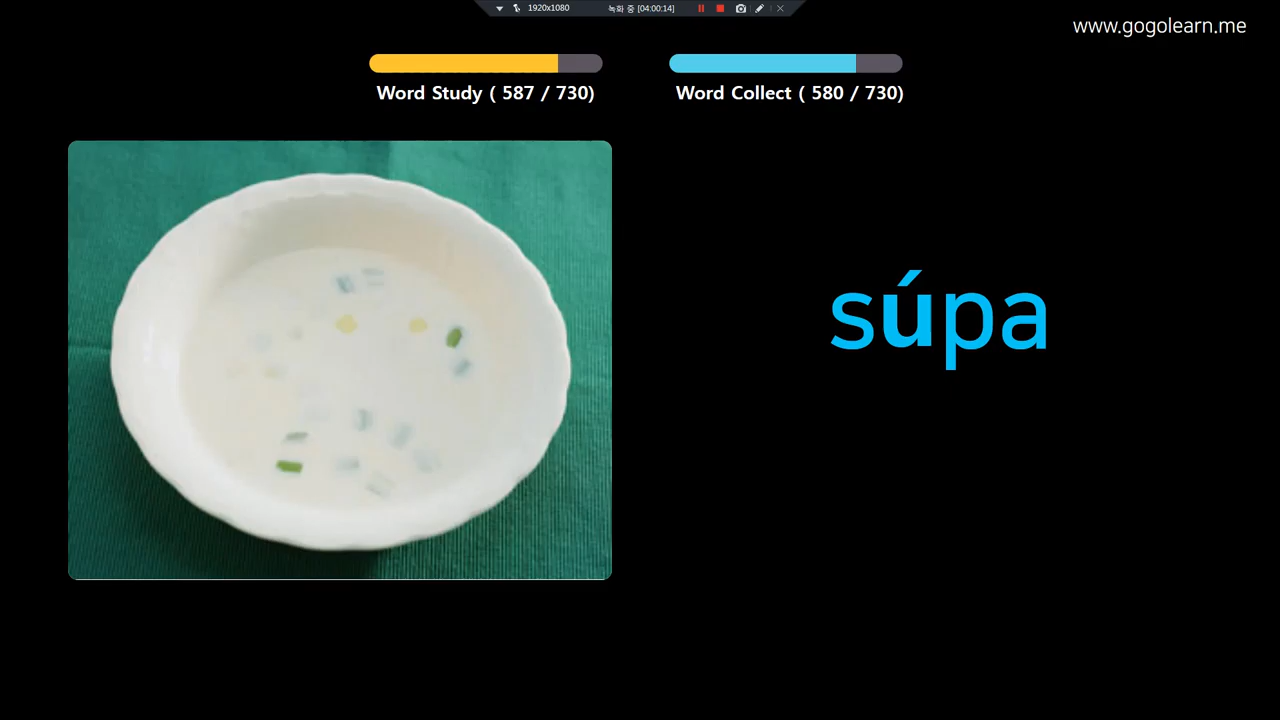 1920x1080 녹화 중 [04:00:14]
www.gogolearn.me
Word Study ( 587 / 730)
Word Collect ( 580 / 730)
súpa